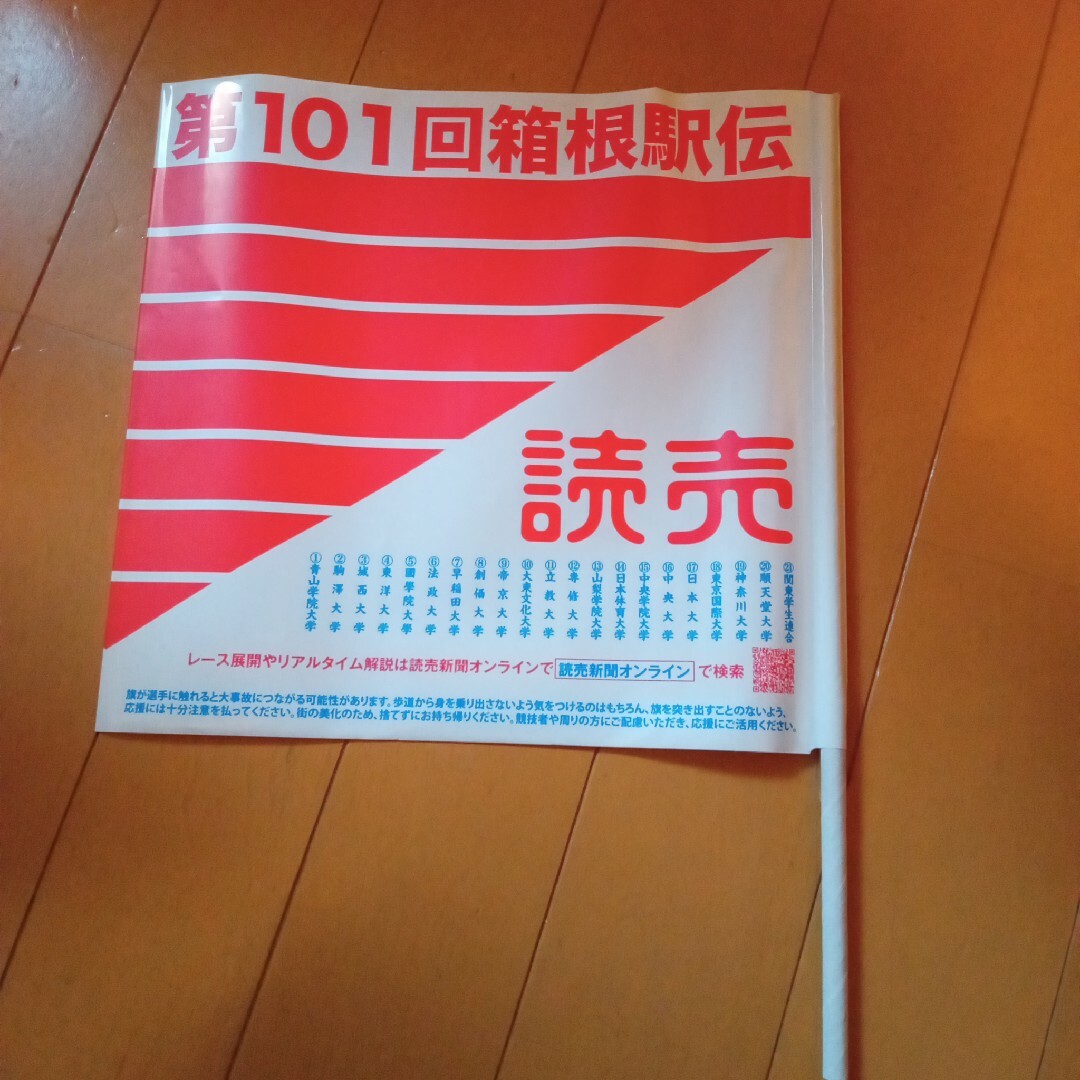 第101回箱根駅伝
読売
①青山学院大学
②駒澤大学
③城西大学
④東洋大学
⑤國學院大學
⑥法政大学
⑦早稲田大学
⑧創価大学
⑨帝京大学
⑩大東文化大学
⑪立教大学
⑫専修大学
⑬山梨学院大学
⑭日本体育大学
⑮中央学院大学
⑯中央大学
⑰日本大学
⑱東京国際大学
⑲神奈川大学
⑳順天堂大学
㉑関東学生連合
レース展開やリアルタイム解説は読売新聞オンラインで 読売新聞オンライン で検索
旗が選手に触れると大事故につながる可能性があります。歩道から身を乗り出さないよう気をつけるのはもちろん、旗を突き出すことのないよう、
応援には十分注意を払ってください。街の美化のため、捨てずにお持ち帰りください。競技者や周りの方にご配慮いただき、応援にご活用ください。